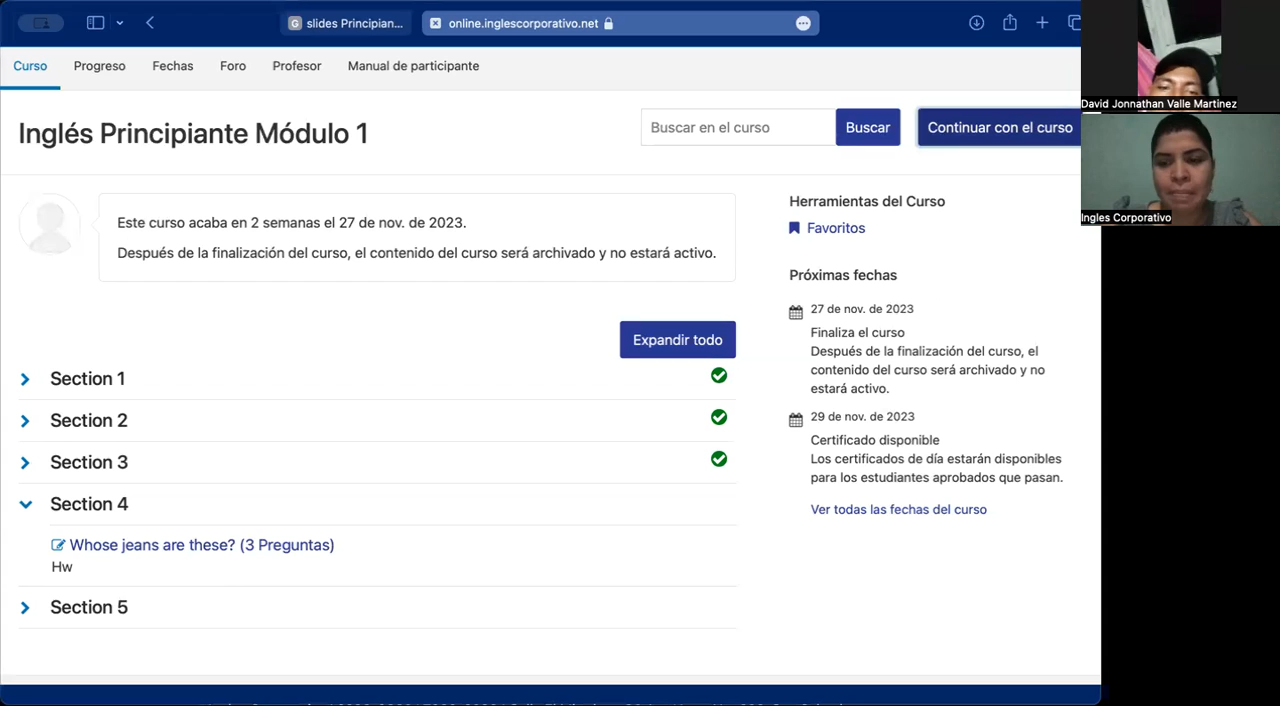 slides Principian...
online.inglescorporativo.net
Curso
Progreso
Fechas
Foro
Profesor
Manual de participante
Inglés Principiante Módulo 1
Buscar en el curso
Buscar
Continuar con el curso
Este curso acaba en 2 semanas el 27 de nov. de 2023.
Después de la finalización del curso, el contenido del curso será archivado y no estará activo.
Expandir todo
Section 1
Section 2
Section 3
Section 4
Whose jeans are these? (3 Preguntas)
Hw
Section 5
Herramientas del Curso
Favoritos
Próximas fechas
27 de nov. de 2023
Finaliza el curso
Después de la finalización del curso, el
contenido del curso será archivado y no
estará activo.
29 de nov. de 2023
Certificado disponible
Los certificados de día estarán disponibles
para los estudiantes aprobados que pasan.
Ver todas las fechas del curso
David Jonnathan Valle Martinez
Ingles Corporativo